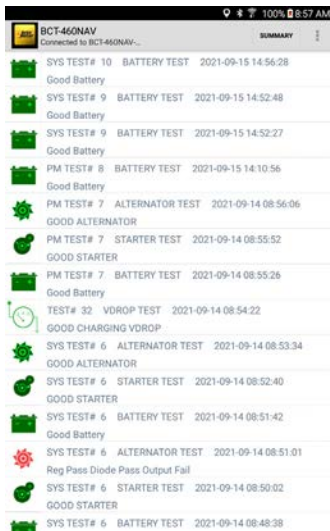 100% 8:57 AM
BCT-460NAV
Connected to BCT-460NAV-...
SUMMARY
SYS TEST# 10 BATTERY TEST 2021-09-15 14:56:28
Good Battery
SYS TEST# 9 BATTERY TEST 2021-09-15 14:52:48
Good Battery
SYS TEST# 9 BATTERY TEST 2021-09-15 14:52:27
Good Battery
PM TEST# 8 BATTERY TEST 2021-09-15 14:10:56
Good Battery
PM TEST# 7 ALTERNATOR TEST 2021-09-14 08:56:06
GOOD ALTERNATOR
PM TEST# 7 STARTER TEST 2021-09-14 08:55:52
GOOD STARTER
PM TEST# 7 BATTERY TEST 2021-09-14 08:55:26
Good Battery
TEST# 32 VDROP TEST 2021-09-14 08:54:22
GOOD CHARGING VDROP
SYS TEST# 6 ALTERNATOR TEST 2021-09-14 08:53:34
GOOD ALTERNATOR
SYS TEST# 6 STARTER TEST 2021-09-14 08:52:40
GOOD STARTER
SYS TEST# 6 BATTERY TEST 2021-09-14 08:51:42
Good Battery
SYS TEST# 6 ALTERNATOR TEST 2021-09-14 08:51:01
Reg Pass Diode Pass Output Fail
SYS TEST# 6 STARTER TEST 2021-09-14 08:50:02
GOOD STARTER
SYS TEST# 6 BATTERY TEST 2021-09-14 08:48:38